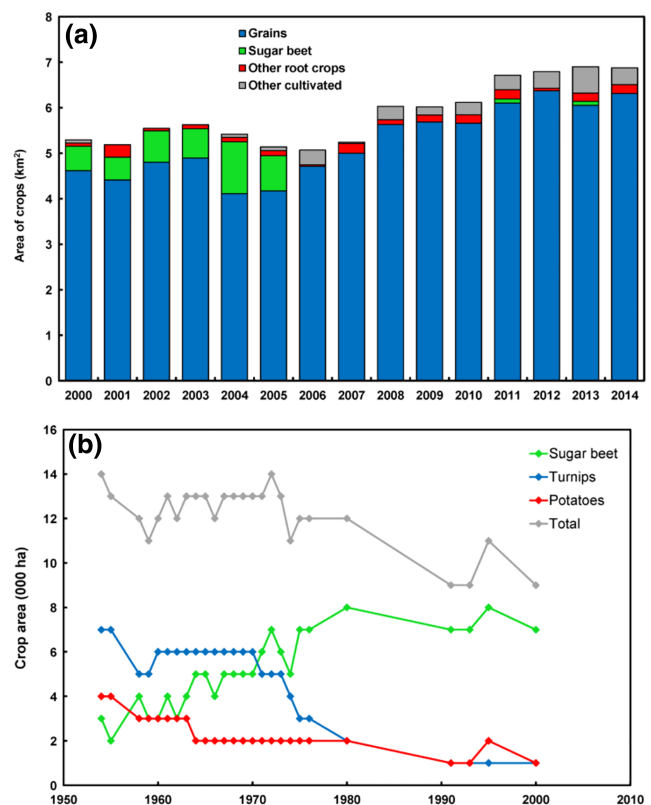 (a)
Grains
Sugar beet
Other root crops
Other cultivated
Area of crops (km²)
8
7
6
5
4
3
2
1
0
2000 2001 2002 2003 2004 2005 2006 2007 2008 2009 2010 2011 2012 2013 2014
(b)
Sugar beet
Turnips
Potatoes
Total
Crop area (000 ha)
16
14
12
10
8
6
4
2
0
1950 1960 1970 1980 1990 2000 2010